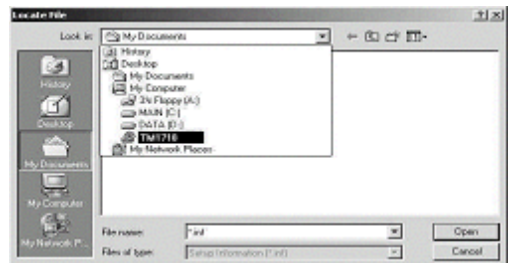 Locate File
Look in:
My Documents
History
Desktop
My Documents
My Computer
3½ Floppy (A:)
MAIN (C:)
DATA (D:)
TM1710
My Network Places
History
Desktop
My Documents
My Computer
My Network P...
File name:
*.inf
Open
Files of type:
Setup Information (*.inf)
Cancel